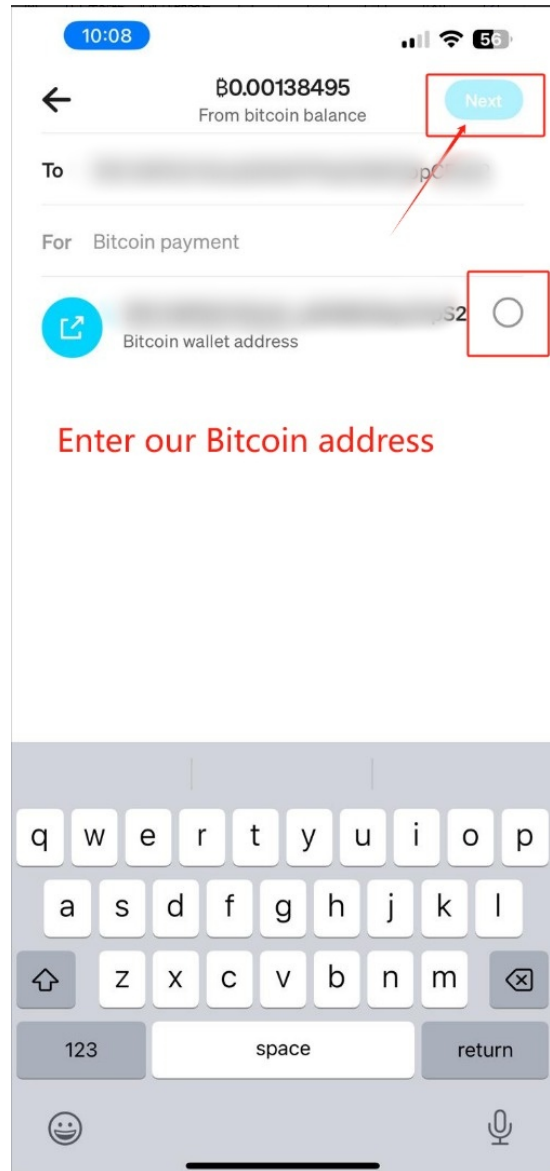 10:08
56
₿0.00138495
From bitcoin balance
Next
To
For Bitcoin payment
S2
Bitcoin wallet address
Enter our Bitcoin address
q w e r t y u i o p
a s d f g h j k l
z x c v b n m
123 space return